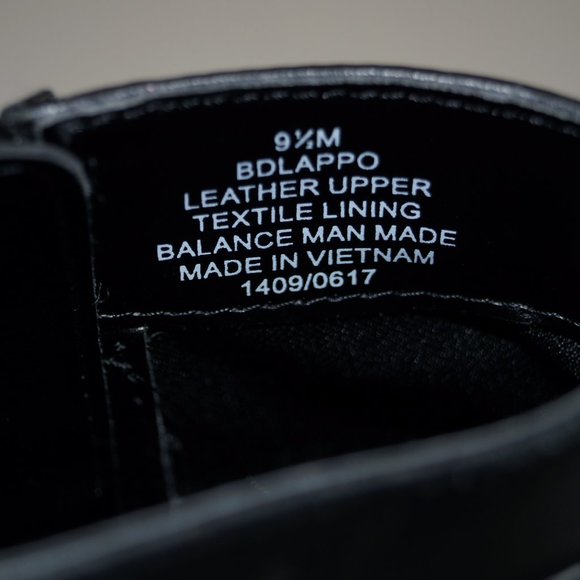 9½M
BDLAPPO
LEATHER UPPER
TEXTILE LINING
BALANCE MAN MADE
MADE IN VIETNAM
1409/0617